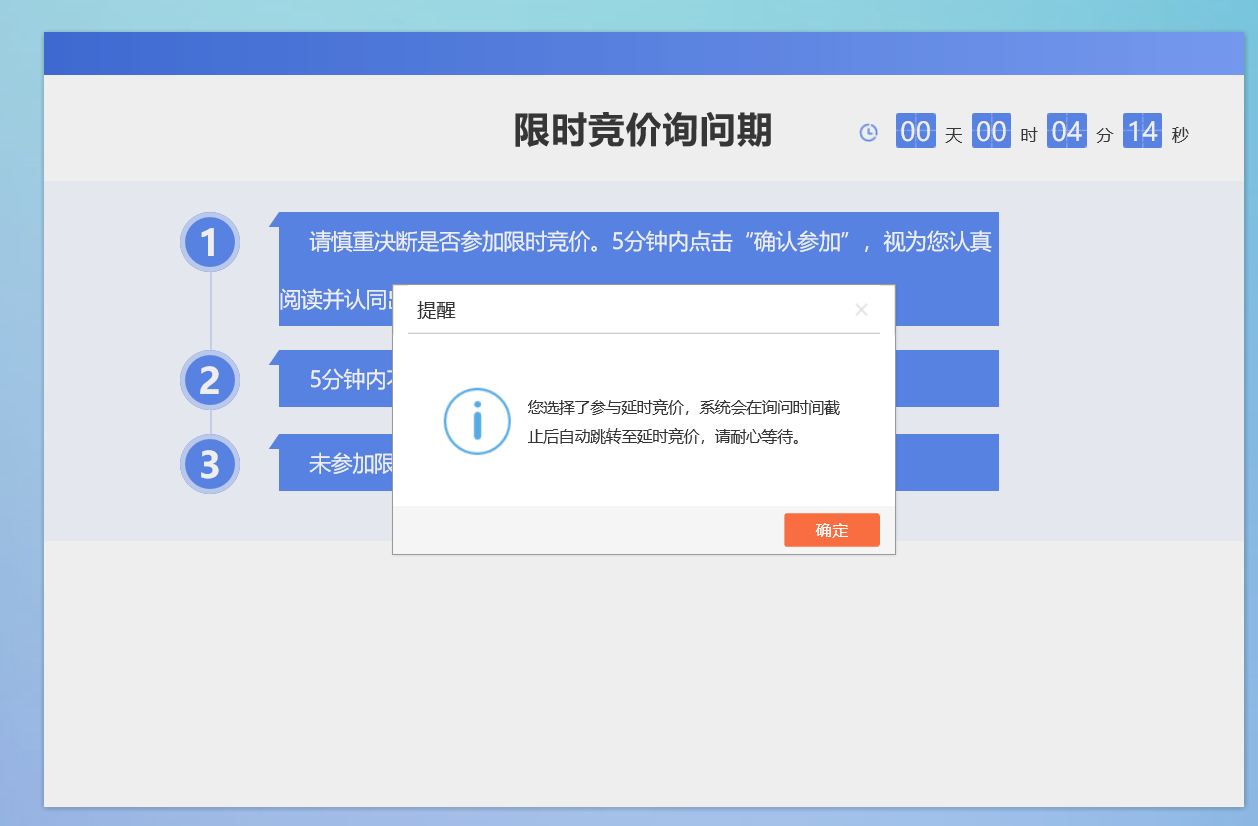 限时竞价询问期
00 天 00 时 04 分 14 秒
1
请慎重决断是否参加限时竞价。5分钟内点击“确认参加”，视为您认真
阅读并认同
提醒
×
2
5分钟内
您选择了参与延时竞价，系统会在询问时间截
止后自动跳转至延时竞价，请耐心等待。
3
未参加限
确定